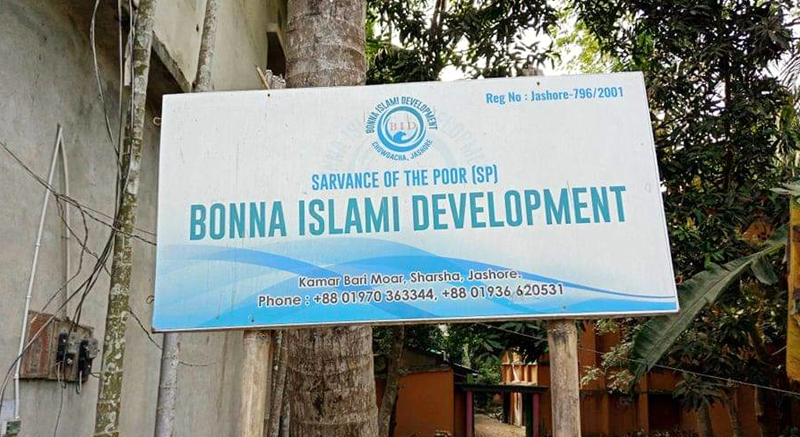 Reg No : Jashore-796/2001
BONNA ISLAMI DEVELOPMENT
BID
CHOWGACHA, JASHORE
SARVANCE OF THE POOR (SP)
BONNA ISLAMI DEVELOPMENT
Kamar Bari Moar, Sharsha, Jashore.
Phone : +88 01970 363344, +88 01936 620531